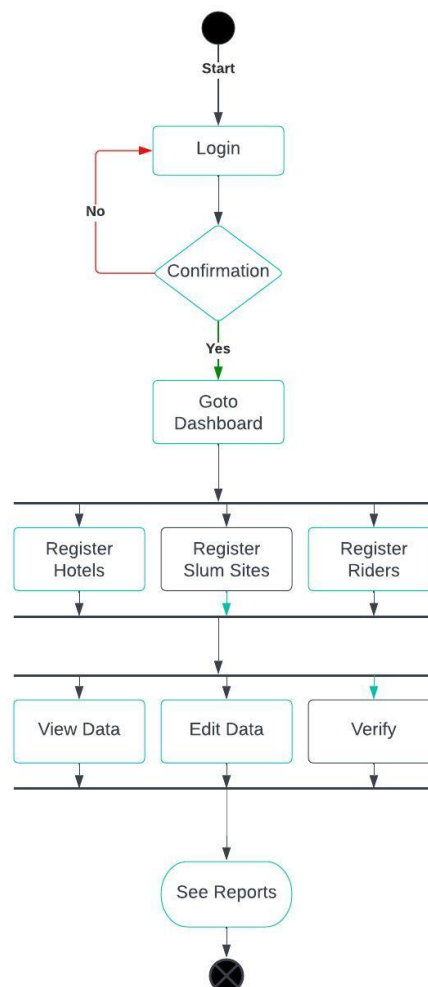 Start
Login
No
Confirmation
Yes
Goto
Dashboard
Register
Hotels
Register
Slum Sites
Register
Riders
View Data
Edit Data
Verify
See Reports